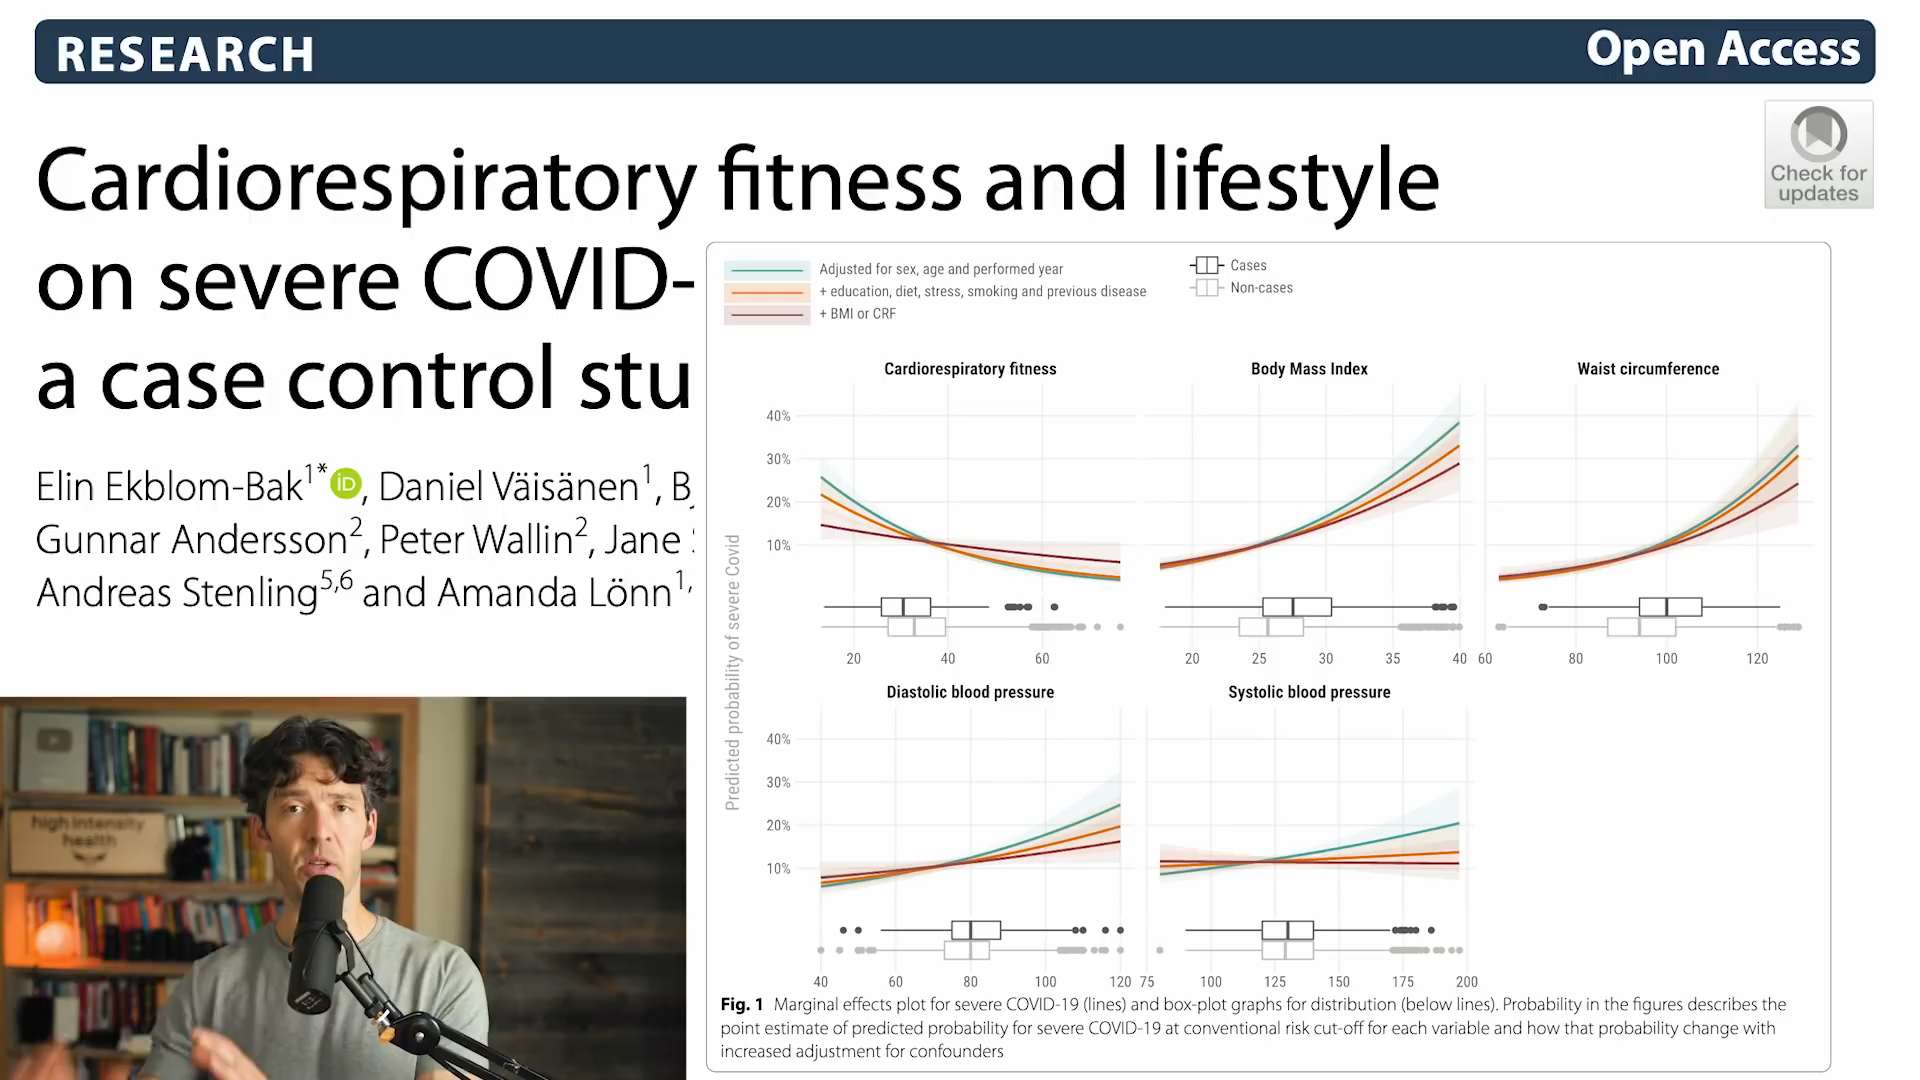 RESEARCH
Open Access
Check for
updates
Cardiorespiratory fitness and lifestyle
on severe COVID-
a case control stu
Elin Ekblom-Bak1* iD, Daniel Väisänen1, B
Gunnar Andersson2, Peter Wallin2, Jane
Andreas Stenling5,6 and Amanda Lönn1,
Adjusted for sex, age and performed year
+ education, diet, stress, smoking and previous disease
+ BMI or CRF
Cases
Non-cases
Predicted probability of severe Covid
Cardiorespiratory fitness
40%
30%
20%
10%
20 40 60
Body Mass Index
20 25 30 35 40
Waist circumference
60 80 100 120
Diastolic blood pressure
40%
30%
20%
10%
40 60 80 100 120
Systolic blood pressure
75 100 125 150 175 200
Fig. 1 Marginal effects plot for severe COVID-19 (lines) and box-plot graphs for distribution (below lines). Probability in the figures describes the
point estimate of predicted probability for severe COVID-19 at conventional risk cut-off for each variable and how that probability change with
increased adjustment for confounders
high intensity
health